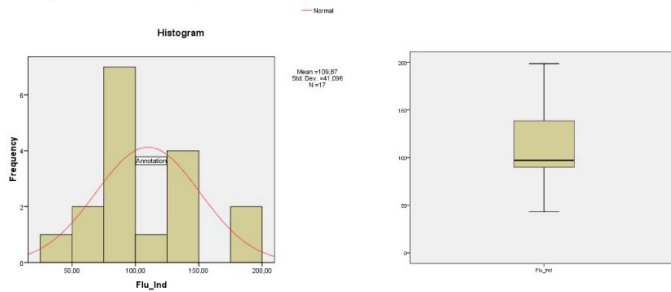 Normal
Histogram
Mean =109,87
Std. Dev. =41,096
N =17
Frequency
6
4
2
0
Annotation
50,00 100,00 150,00 200,00
Flu_Ind
200
150
100
50
0
Flu_Ind